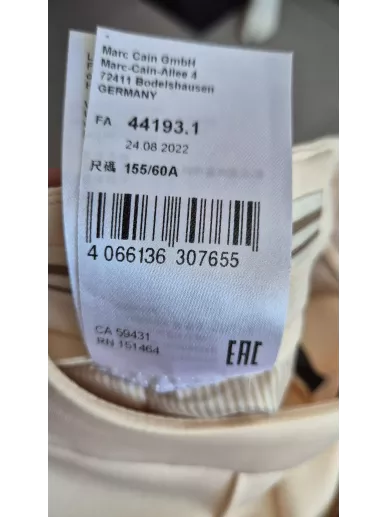 Marc Cain GmbH
Marc-Cain-Allee 4
72411 Bodelshausen
GERMANY
FA 44193.1
24.08.2022
尺碼 155/60A
4 066136 307655
CA 59431
RN 151464
EAC